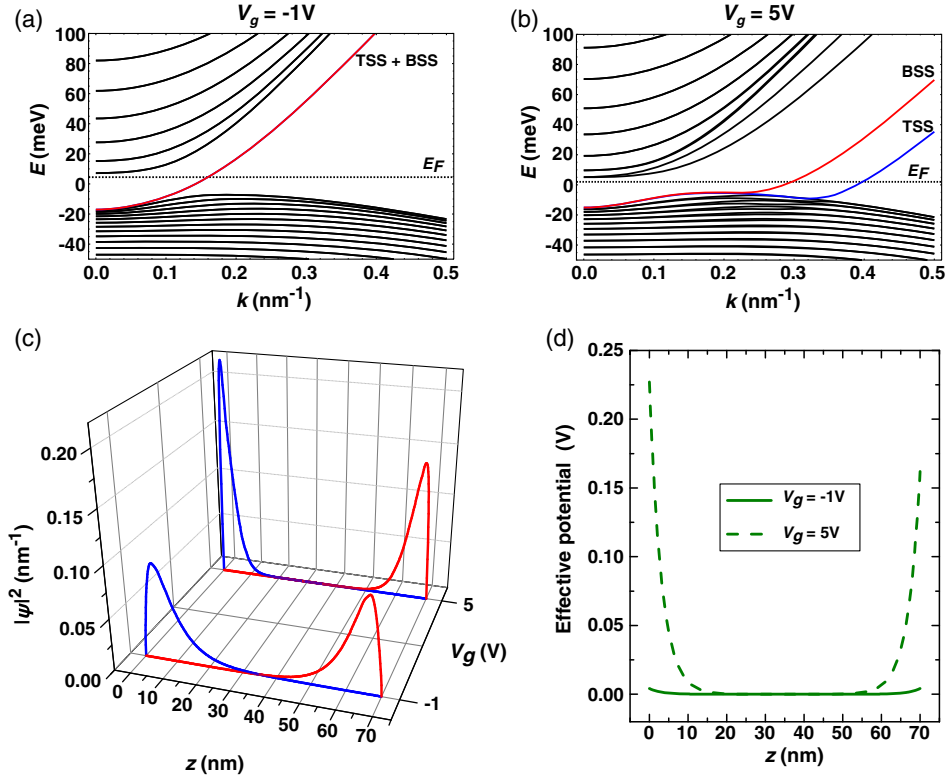 (a)
V_g = -1V
100
80
60
40
20
0
-20
-40
E (meV)
TSS + BSS
E_F
0.0 0.1 0.2 0.3 0.4 0.5
k (nm⁻¹)
(b)
V_g = 5V
100
80
60
40
20
0
-20
-40
E (meV)
BSS
TSS
E_F
0.0 0.1 0.2 0.3 0.4 0.5
k (nm⁻¹)
(c)
0.20
0.15
0.10
0.05
0.00
|ψ|² (nm⁻¹)
0 10 20 30 40 50 60 70
z (nm)
5
-1
V_g (V)
(d)
0.25
0.20
0.15
0.10
0.05
0.00
Effective potential (V)
V_g = -1V
V_g = 5V
0 10 20 30 40 50 60 70
z (nm)